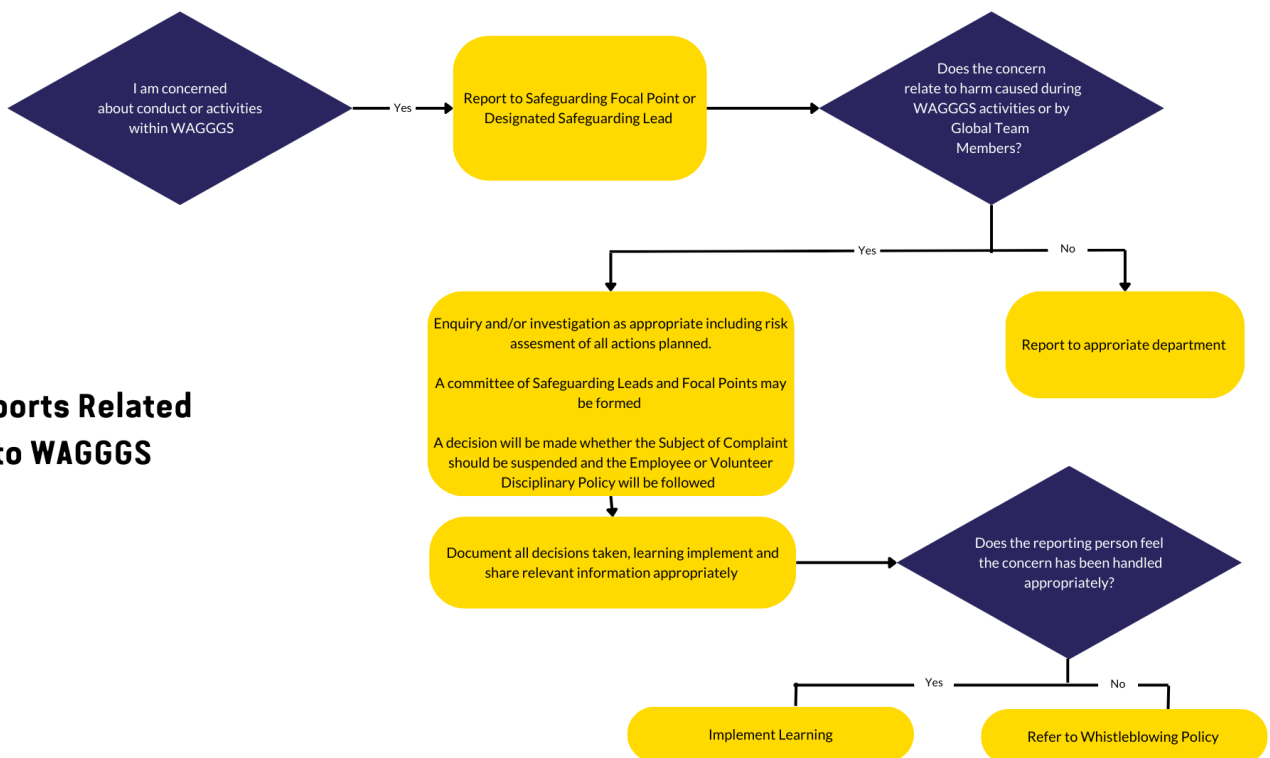 I am concerned
about conduct or activities
within WAGGGS
Yes
Report to Safeguarding Focal Point or
Designated Safeguarding Lead
Does the concern
relate to harm caused during
WAGGGS activities or by
Global Team
Members?
Yes
No
Enquiry and/or investigation as appropriate including risk
assesment of all actions planned.
A committee of Safeguarding Leads and Focal Points may
be formed
A decision will be made whether the Subject of Complaint
should be suspended and the Employee or Volunteer
Disciplinary Policy will be followed
Report to approriate department
ports Related
to WAGGGS
Document all decisions taken, learning implement and
share relevant information appropriately
Does the reporting person feel
the concern has been handled
appropriately?
Yes
No
Implement Learning
Refer to Whistleblowing Policy